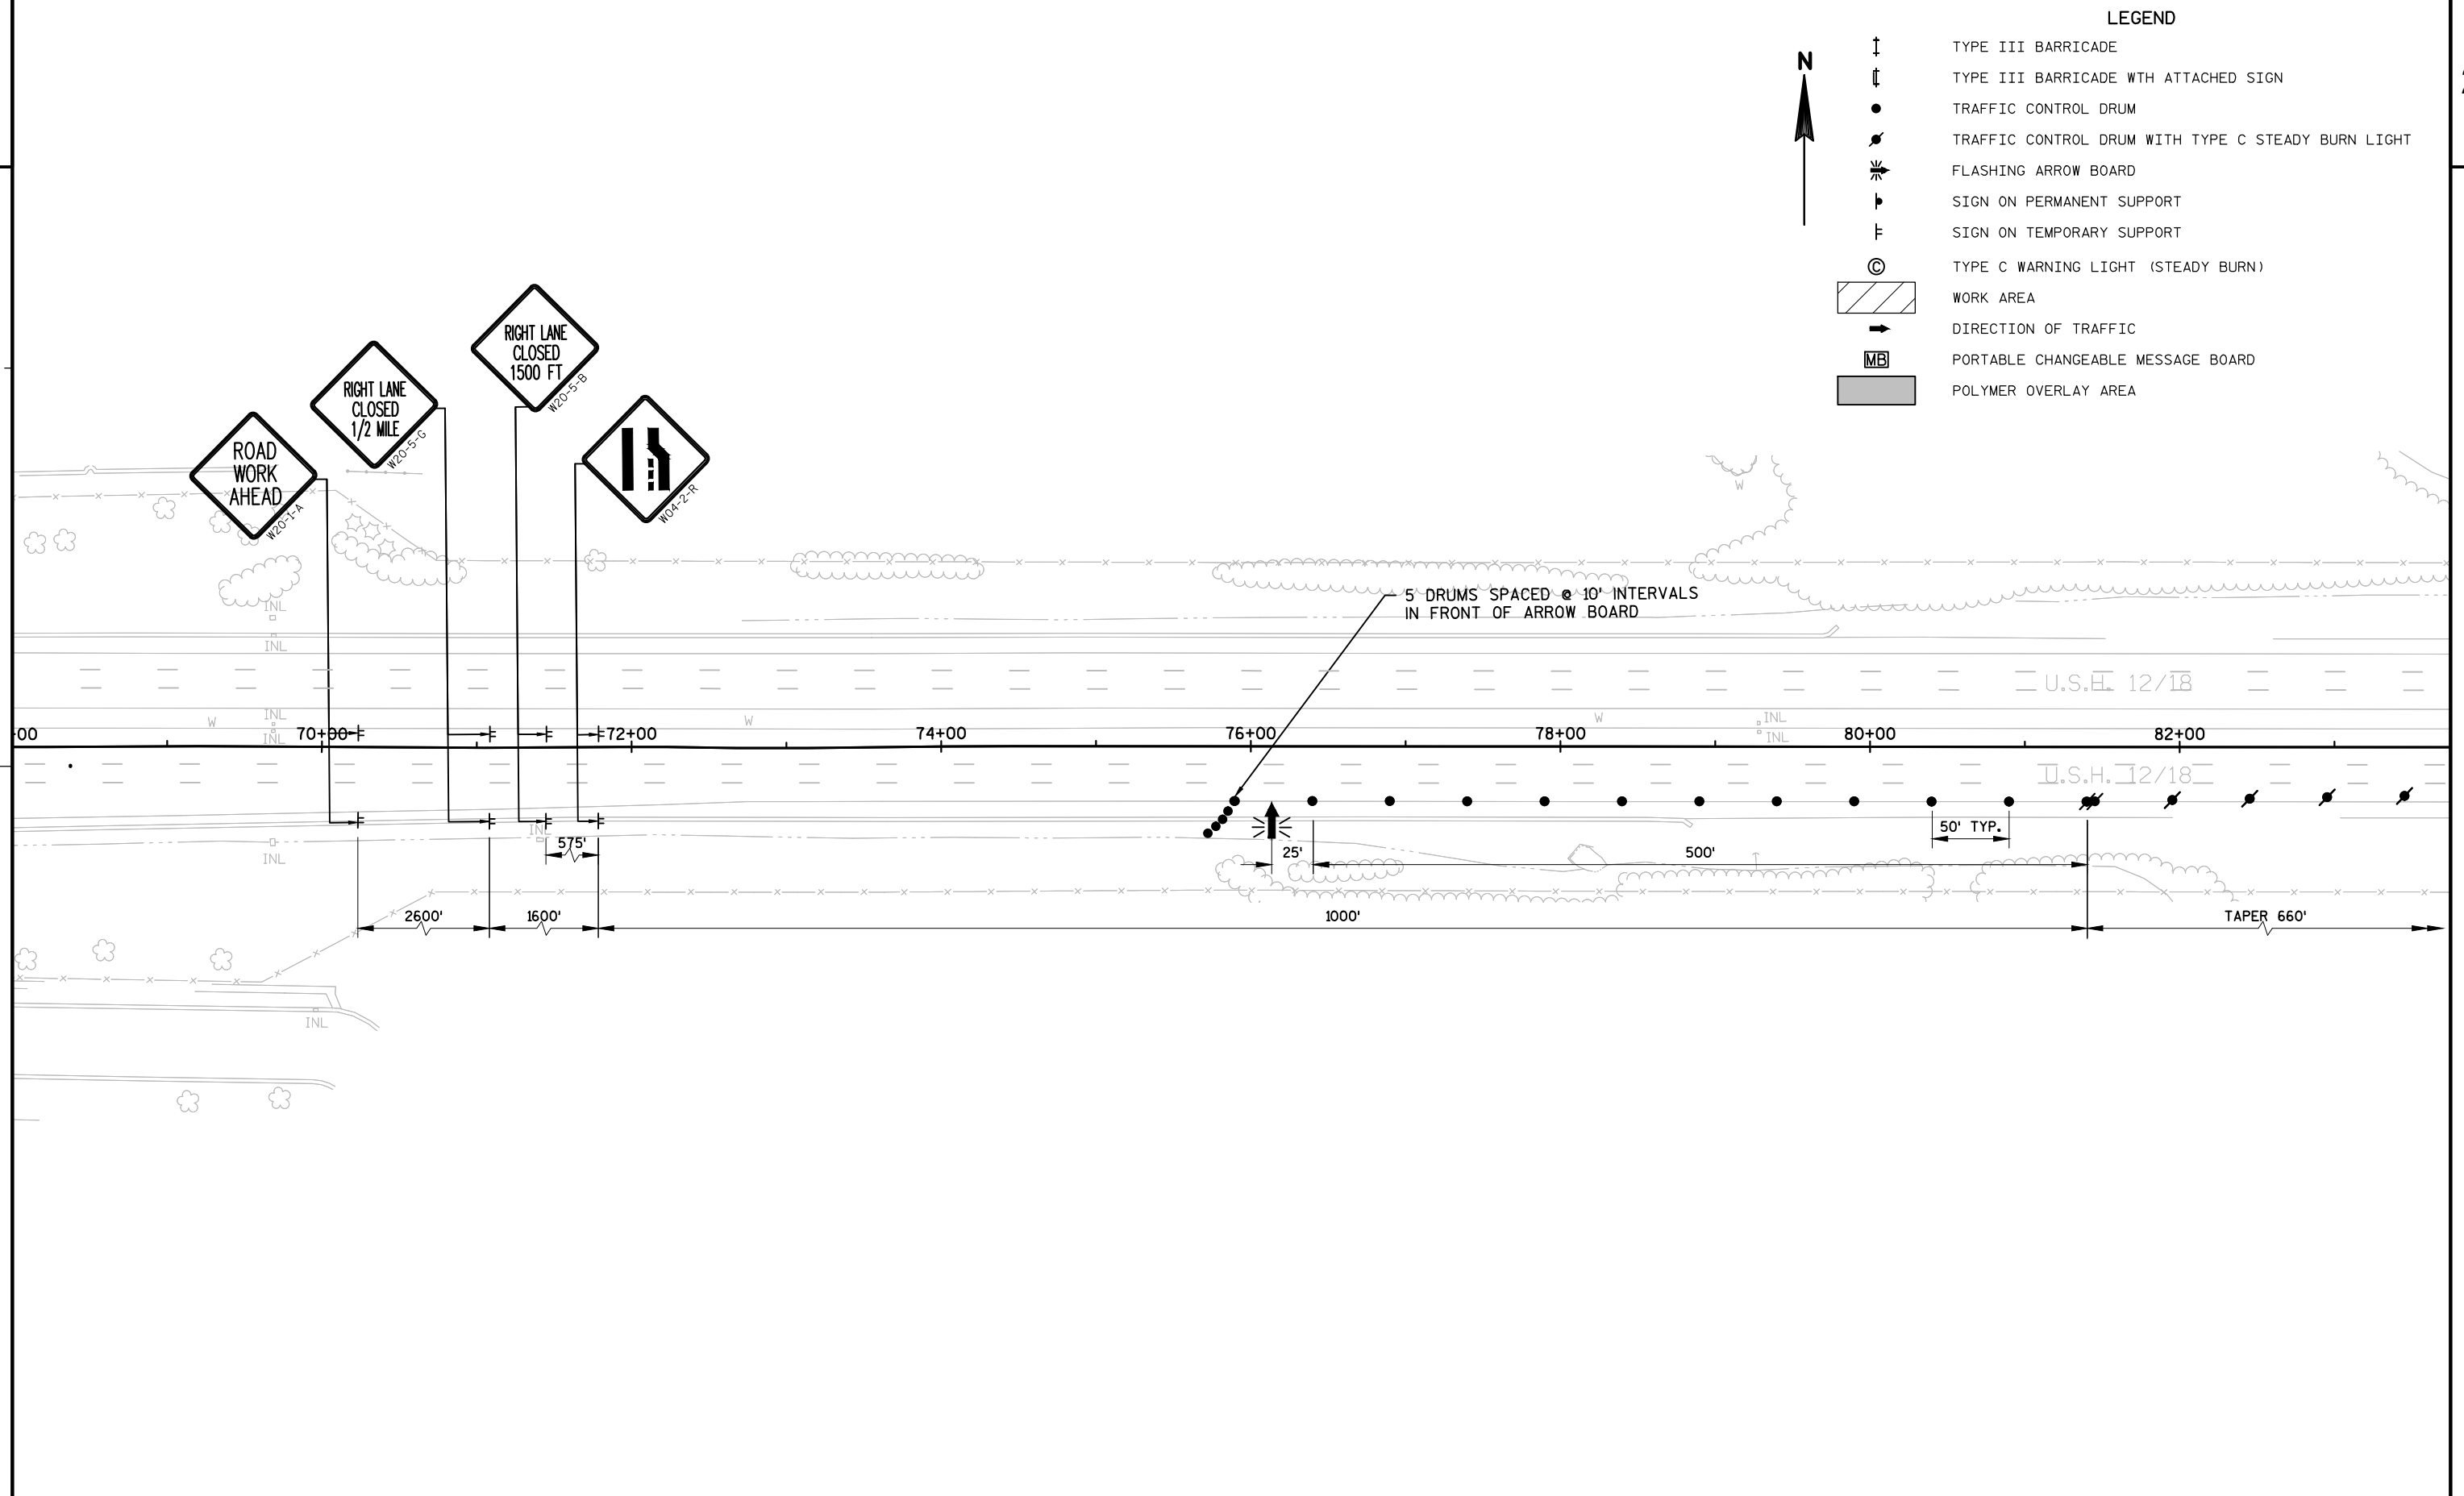 LEGEND
N
TYPE III BARRICADE
TYPE III BARRICADE WTH ATTACHED SIGN
TRAFFIC CONTROL DRUM
TRAFFIC CONTROL DRUM WITH TYPE C STEADY BURN LIGHT
FLASHING ARROW BOARD
SIGN ON PERMANENT SUPPORT
SIGN ON TEMPORARY SUPPORT
C TYPE C WARNING LIGHT (STEADY BURN)
WORK AREA
DIRECTION OF TRAFFIC
MB PORTABLE CHANGEABLE MESSAGE BOARD
POLYMER OVERLAY AREA
ROAD
WORK
AHEAD
W20-1-A
RIGHT LANE
CLOSED
1/2 MILE
W20-5-G
RIGHT LANE
CLOSED
1500 FT
W20-5-B
W04-2-R
W
5 DRUMS SPACED @ 10' INTERVALS
IN FRONT OF ARROW BOARD
INL
INL
U.S.H. 12/18
INL
W
W
W
INL
00
70+00
72+00
74+00
76+00
78+00
80+00
82+00
INL
INL
U.S.H. 12/18
INL
INL
575'
25'
500'
50' TYP.
2600'
1600'
1000'
TAPER 660'
INL